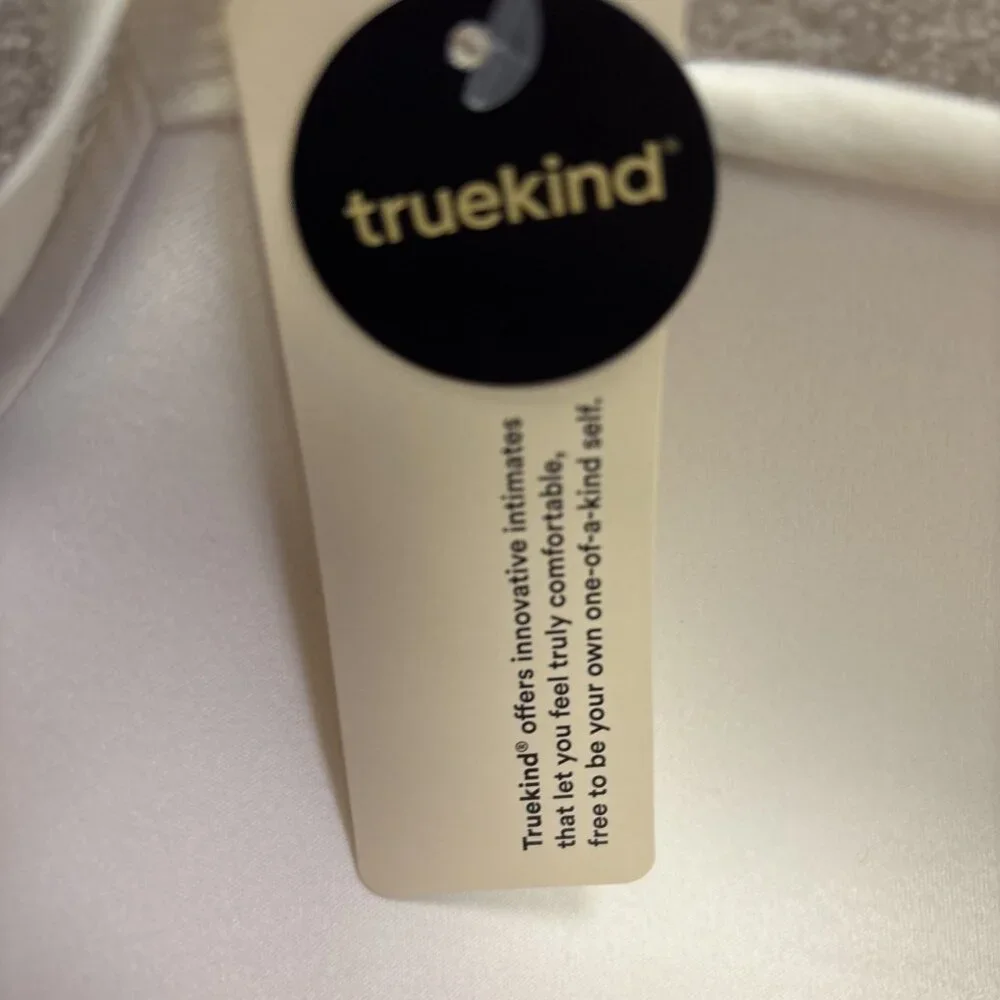 truekind
Truekind® offers innovative intimates
that let you feel truly comfortable,
free to be your own one-of-a-kind self.